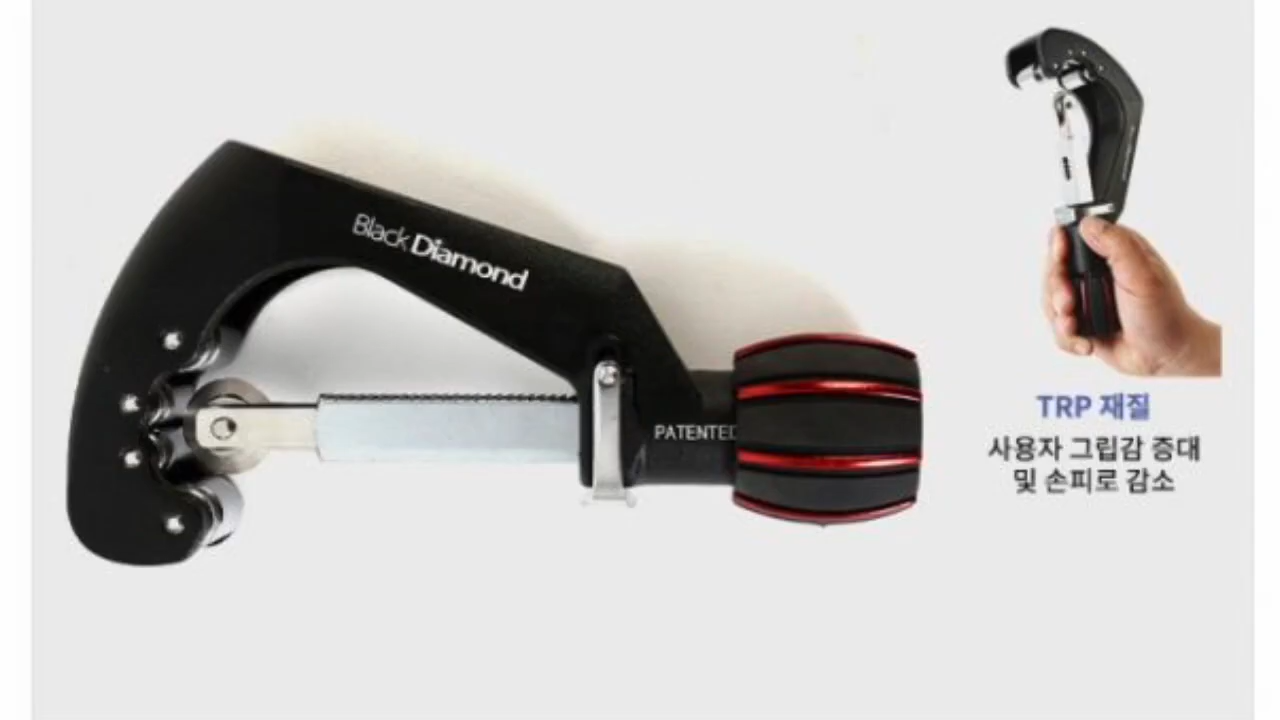 Black Diamond
PATENTED
TRP 재질
사용자 그립감 증대
및 손피로 감소